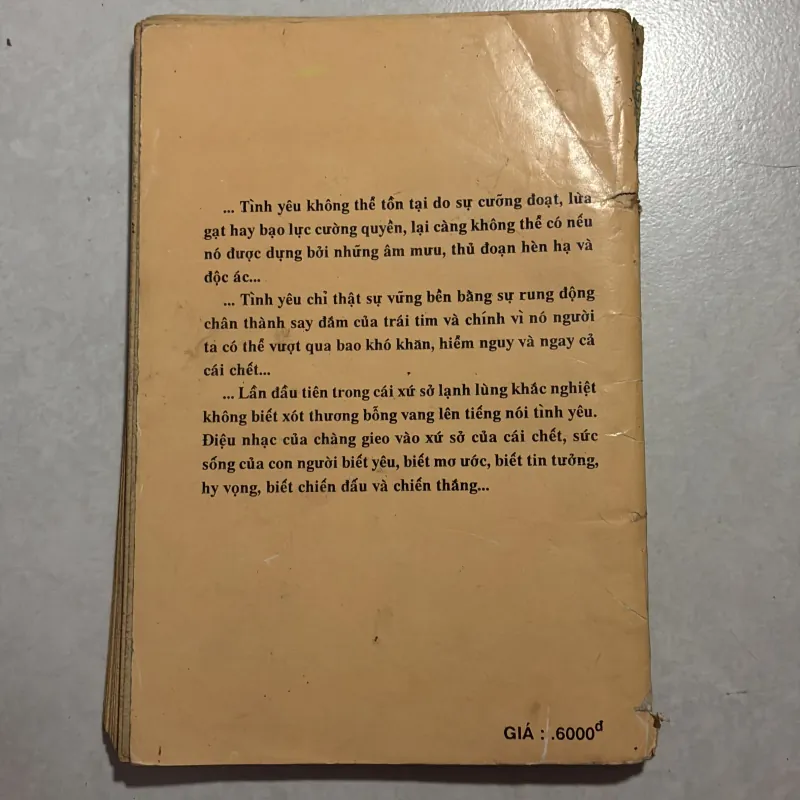 ... Tình yêu không thể tồn tại do sự cưỡng đoạt, lừa
gạt hay bạo lực cường quyền, lại càng không thể có nếu
nó được dựng bởi những âm mưu, thủ đoạn hèn hạ và
độc ác...
... Tình yêu chỉ thật sự vững bền bằng sự rung động
chân thành say đắm của trái tim và chính vì nó người
ta có thể vượt qua bao khó khăn, hiểm nguy và ngay cả
cái chết...
... Lần đầu tiên trong cái xứ sở lạnh lùng khắc nghiệt
không biết xót thương bỗng vang lên tiếng nói tình yêu.
Điệu nhạc của chàng gieo vào xứ sở của cái chết, sức
sống của con người biết yêu, biết mơ ước, biết tin tưởng,
hy vọng, biết chiến đấu và chiến thắng...
GIÁ : .6000đ